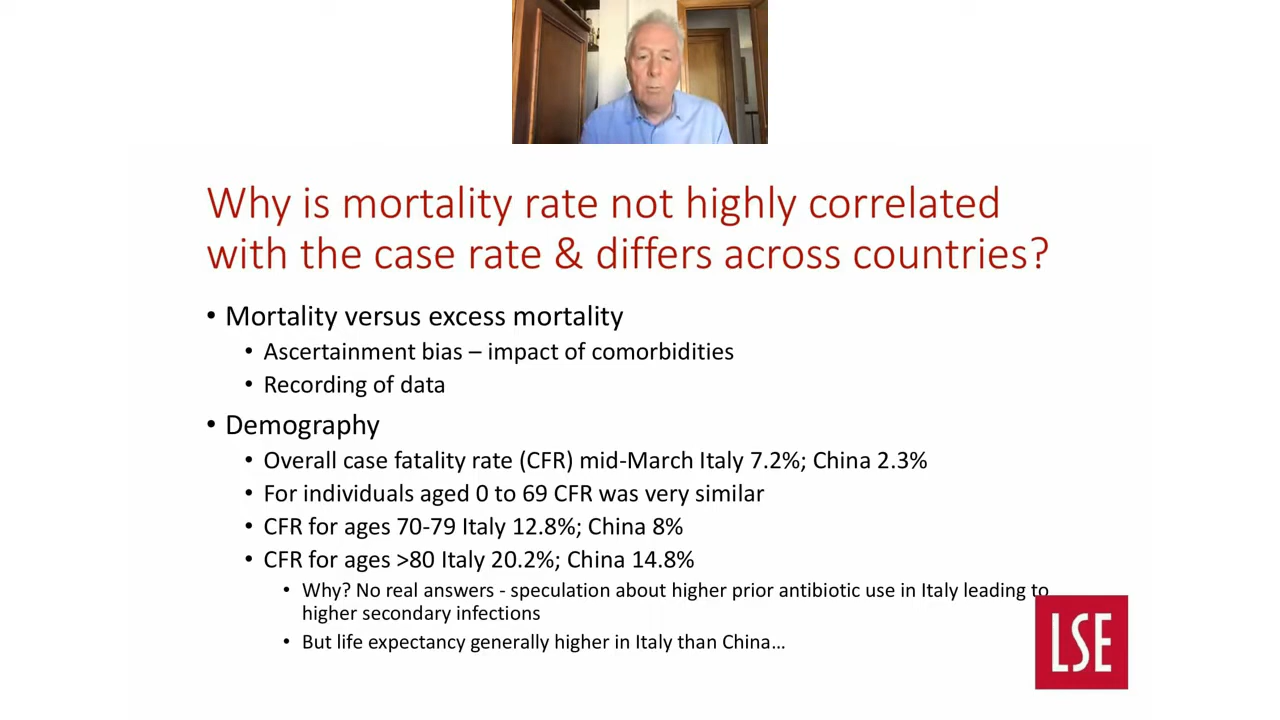 Why is mortality rate not highly correlated
with the case rate & differs across countries?
• Mortality versus excess mortality
• Ascertainment bias – impact of comorbidities
• Recording of data
• Demography
• Overall case fatality rate (CFR) mid-March Italy 7.2%; China 2.3%
• For individuals aged 0 to 69 CFR was very similar
• CFR for ages 70-79 Italy 12.8%; China 8%
• CFR for ages >80 Italy 20.2%; China 14.8%
• Why? No real answers - speculation about higher prior antibiotic use in Italy leading to
higher secondary infections
• But life expectancy generally higher in Italy than China…
LSE